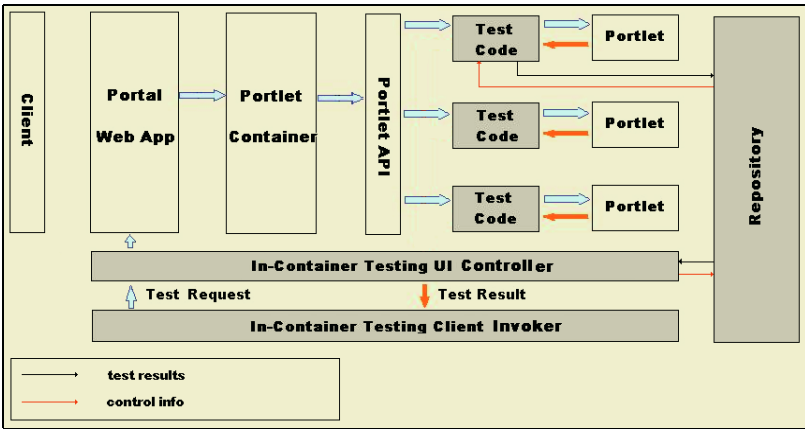 Client
Portal
Web App
Portlet
Container
Portlet API
Test
Code
Portlet
Test
Code
Portlet
Test
Code
Portlet
Repository
In-Container Testing UI Controller
Test Request
Test Result
In-Container Testing Client Invoker
test results
control info